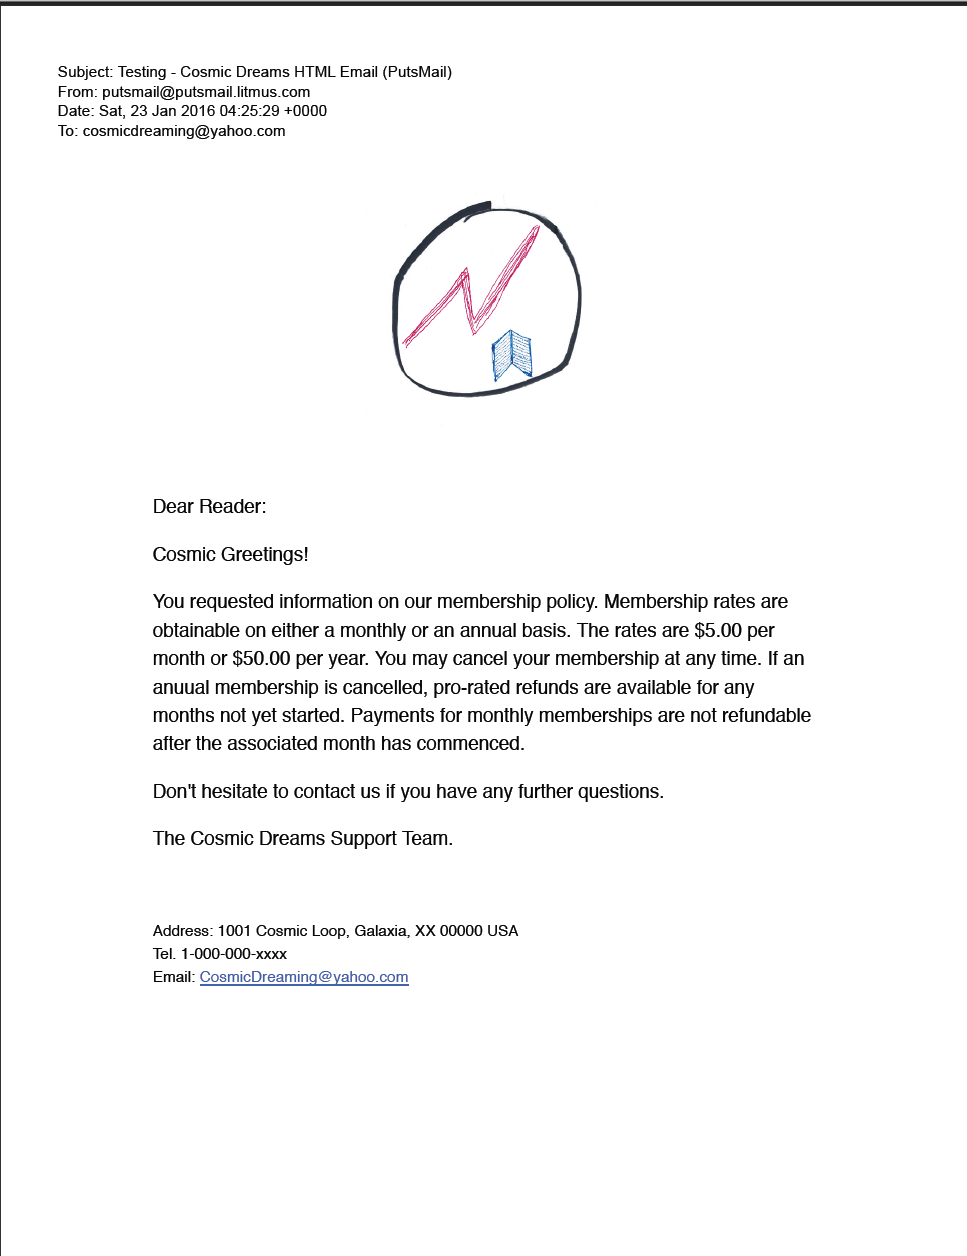 Subject: Testing - Cosmic Dreams HTML Email (PutsMail)
From: putsmail@putsmail.litmus.com
Date: Sat, 23 Jan 2016 04:25:29 +0000
To: cosmicdreaming@yahoo.com
Dear Reader:
Cosmic Greetings!
You requested information on our membership policy. Membership rates are
obtainable on either a monthly or an annual basis. The rates are $5.00 per
month or $50.00 per year. You may cancel your membership at any time. If an
anuual membership is cancelled, pro-rated refunds are available for any
months not yet started. Payments for monthly memberships are not refundable
after the associated month has commenced.
Don't hesitate to contact us if you have any further questions.
The Cosmic Dreams Support Team.
Address: 1001 Cosmic Loop, Galaxia, XX 00000 USA
Tel. 1-000-000-xxxx
Email: CosmicDreaming@yahoo.com